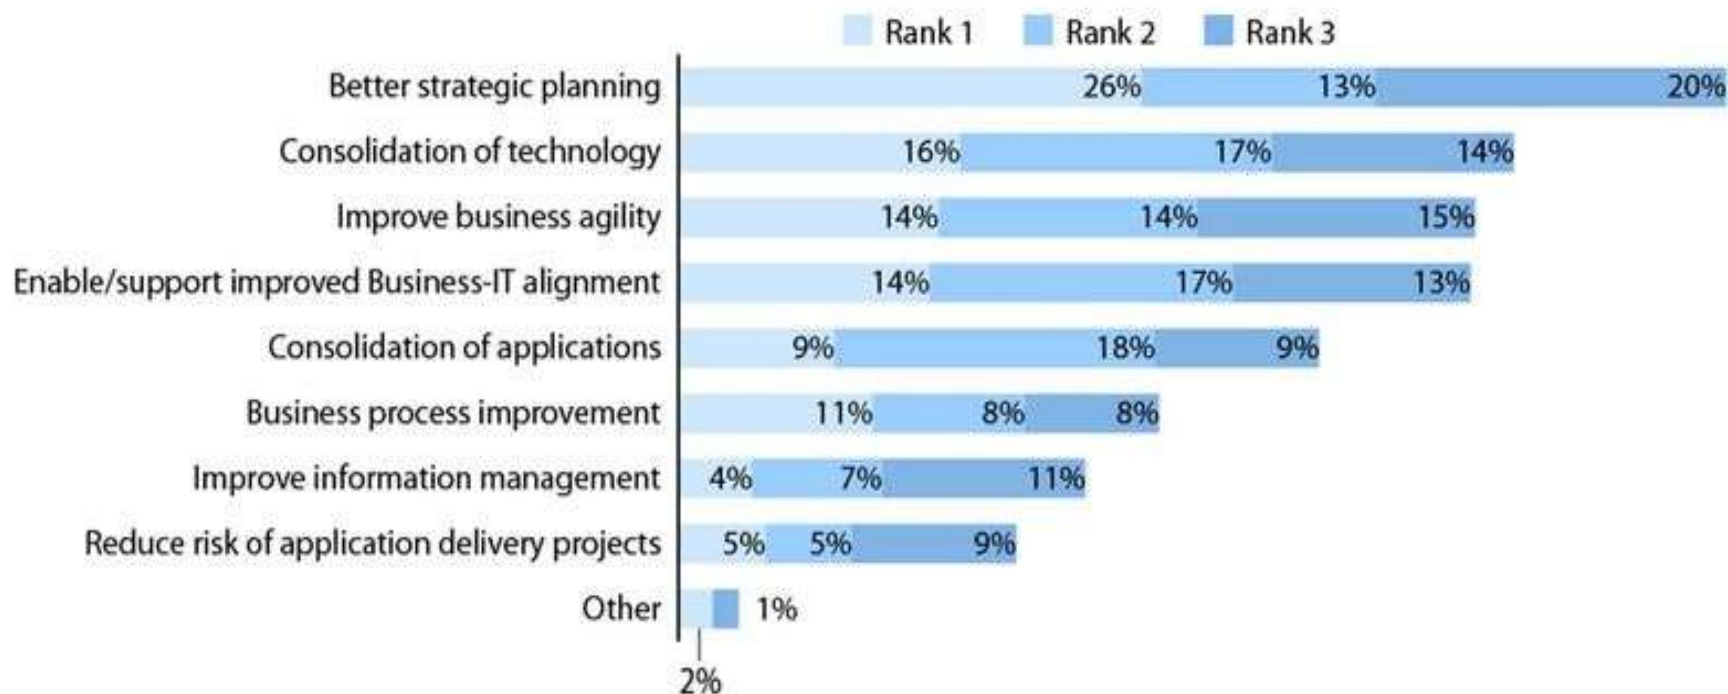 Rank 1 Rank 2 Rank 3
Better strategic planning 26% 13% 20%
Consolidation of technology 16% 17% 14%
Improve business agility 14% 14% 15%
Enable/support improved Business-IT alignment 14% 17% 13%
Consolidation of applications 9% 18% 9%
Business process improvement 11% 8% 8%
Improve information management 4% 7% 11%
Reduce risk of application delivery projects 5% 5% 9%
Other 1%
2%